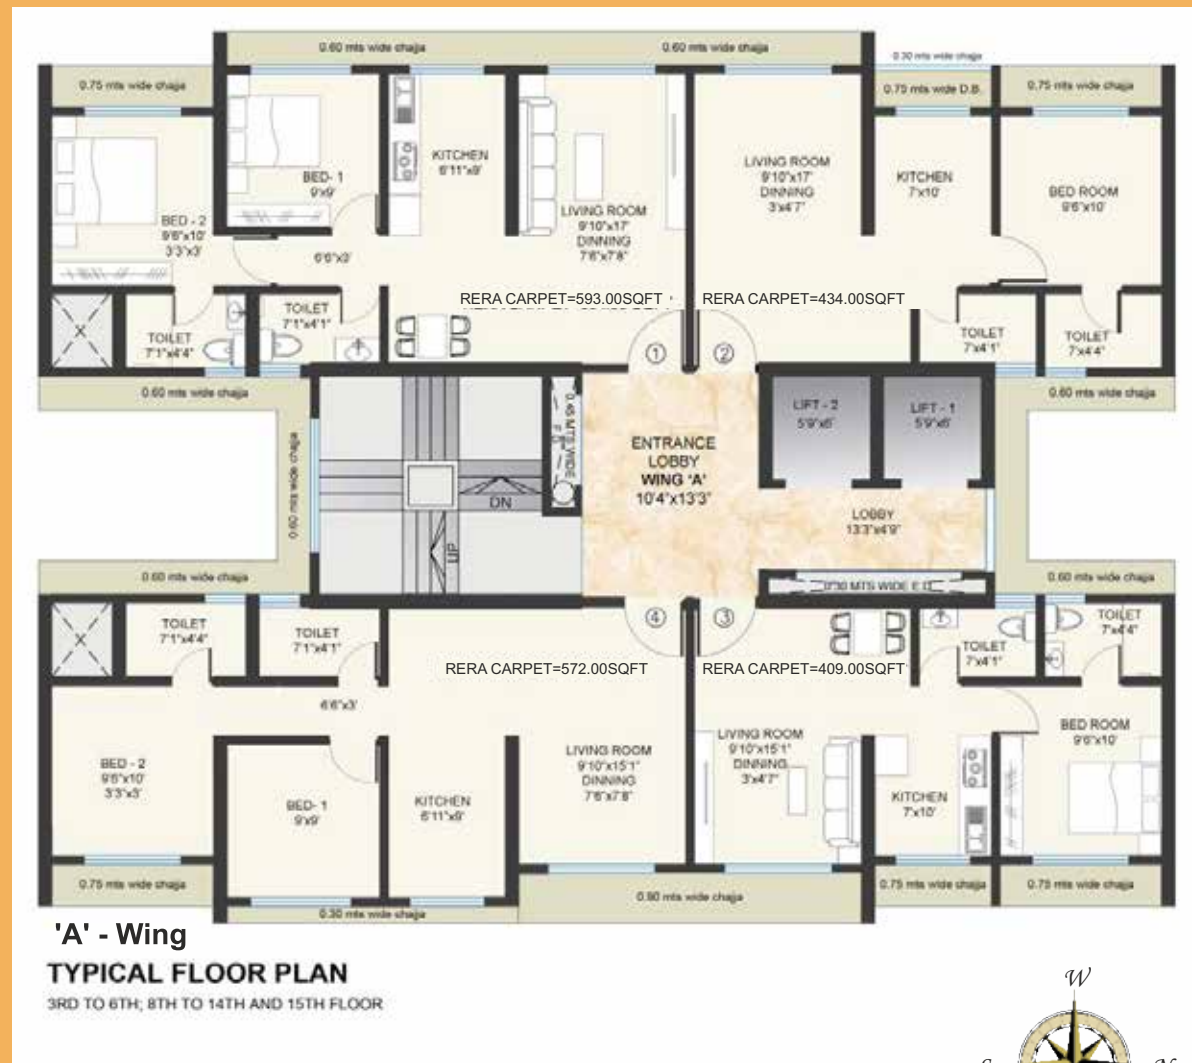 0.60 mts wide chajja
0.60 mts wide chajja
0.30 mts wide chajja
0.75 mts wide chajja
0.75 mts wide D.B.
0.75 mts wide chajja
BED- 1
9'x9'
KITCHEN
6'11"x9'
LIVING ROOM
9'10"x17'
DINNING
7'6"x7'8"
LIVING ROOM
9'10"x17'
DINNING
3'x4'7"
KITCHEN
7'x10'
BED ROOM
9'6"x10'
BED - 2
9'6"x10'
3'3"x3'
6'6"x3'
RERA CARPET=593.00SQFT
RERA CARPET=434.00SQFT
X
TOILET
7'1"x4'4"
TOILET
7'1"x4'1"
1
2
TOILET
7'x4'1"
TOILET
7'x4'4"
0.60 mts wide chajja
0.60 mts wide chajja
0.60 mts wide chajja
DN
UP
0.45 MTS WIDE
ENTRANCE
LOBBY
WING 'A'
10'4"x13'3"
LIFT - 2
5'9"x6'
LIFT - 1
5'9"x6'
LOBBY
13'3"x4'9"
0.60 mts wide chajja
0.30 MTS WIDE E.D
0.60 mts wide chajja
X
TOILET
7'1"x4'4"
TOILET
7'1"x4'1"
4
3
TOILET
7'x4'1"
TOILET
7'x4'4"
RERA CARPET=572.00SQFT
RERA CARPET=409.00SQFT
6'6"x3'
BED - 2
9'6"x10'
3'3"x3'
BED- 1
9'x9'
KITCHEN
6'11"x9'
LIVING ROOM
9'10"x15'1"
DINNING
7'6"x7'8"
LIVING ROOM
9'10"x15'1"
DINNING
3'x4'7"
KITCHEN
7'x10'
BED ROOM
9'6"x10'
0.75 mts wide chajja
0.30 mts wide chajja
0.90 mts wide chajja
0.75 mts wide chajja
0.75 mts wide chajja
'A' - Wing
TYPICAL FLOOR PLAN
3RD TO 6TH; 8TH TO 14TH AND 15TH FLOOR
W